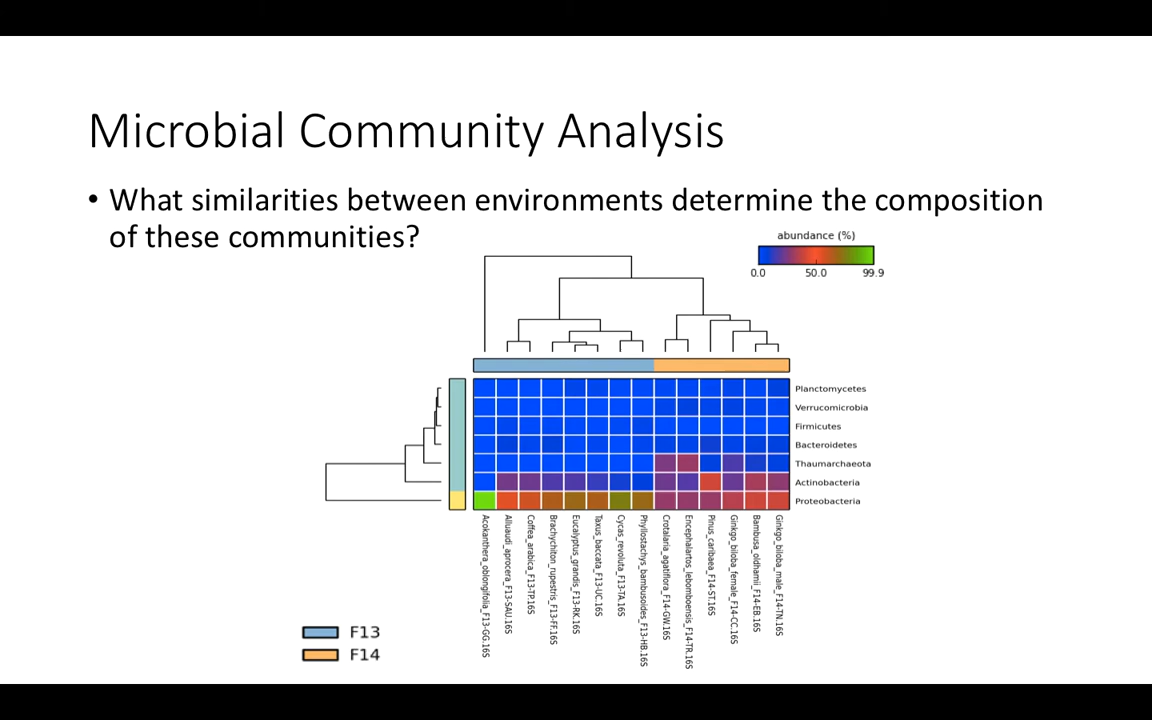 Microbial Community Analysis
• What similarities between environments determine the composition
of these communities?
abundance (%)
0.0 50.0 99.9
Planctomycetes
Verrucomicrobia
Firmicutes
Bacteroidetes
Thaumarchaeota
Actinobacteria
Proteobacteria
Acokanthera_oblongifolia_F13-GG.16S
Alluaudi_aprocera_F13-SAU.16S
Coffea_arabica_F13-TP.16S
Brachychiton_rupestris_F13-FF.16S
Eucalyptus_grandis_F13-RK.16S
Taxus_baccata_F13-UC.16S
Cycas_revoluta_F13-TA.16S
Phyllostachys_bambusoides_F13-HB.16S
Crotalaria_agatiflora_F14-GW.16S
Encephalartos_lebomboensis_F14-TR.16S
Pinus_caribaea_F14-ST.16S
Ginkgo_biloba_female_F14-CC.16S
Bambusa_oldhamii_F14-EB.16S
Ginkgo_biloba_male_F14-TN.16S
F13
F14